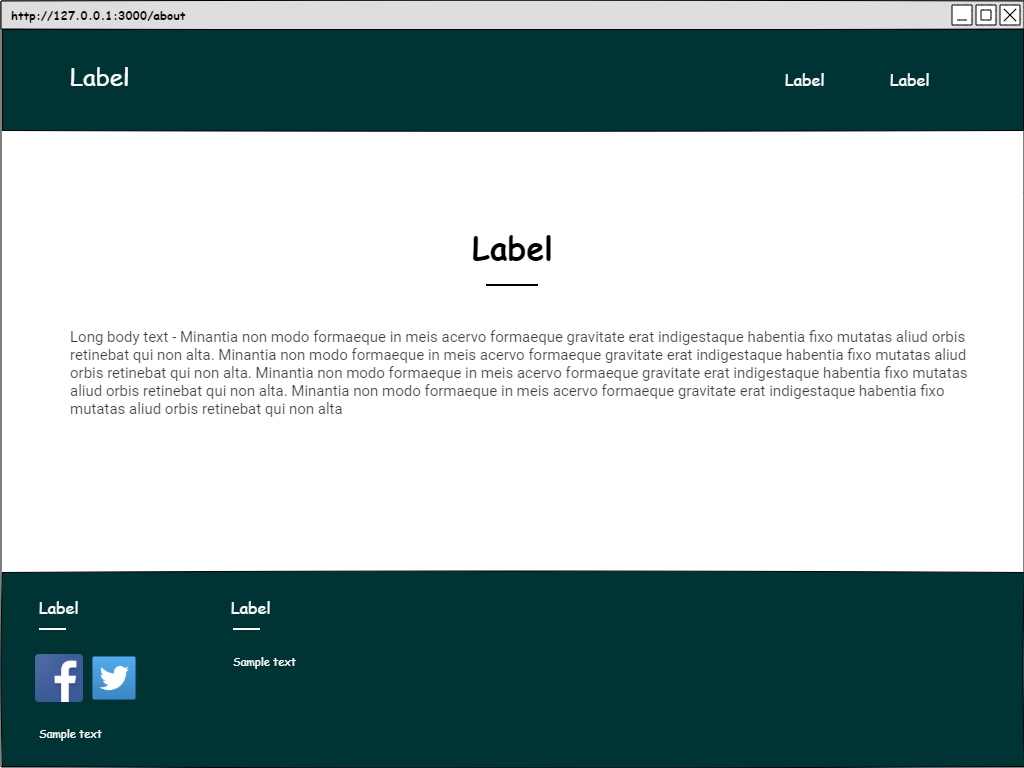 http://127.0.0.1:3000/about
Label
Label
Label
Label
Long body text - Minantia non modo formaeque in meis acervo formaeque gravitate erat indigestaque habentia fixo mutatas aliud orbis
retinebat qui non alta. Minantia non modo formaeque in meis acervo formaeque gravitate erat indigestaque habentia fixo mutatas aliud
orbis retinebat qui non alta. Minantia non modo formaeque in meis acervo formaeque gravitate erat indigestaque habentia fixo mutatas
aliud orbis retinebat qui non alta. Minantia non modo formaeque in meis acervo formaeque gravitate erat indigestaque habentia fixo
mutatas aliud orbis retinebat qui non alta
Label
Label
Sample text
Sample text